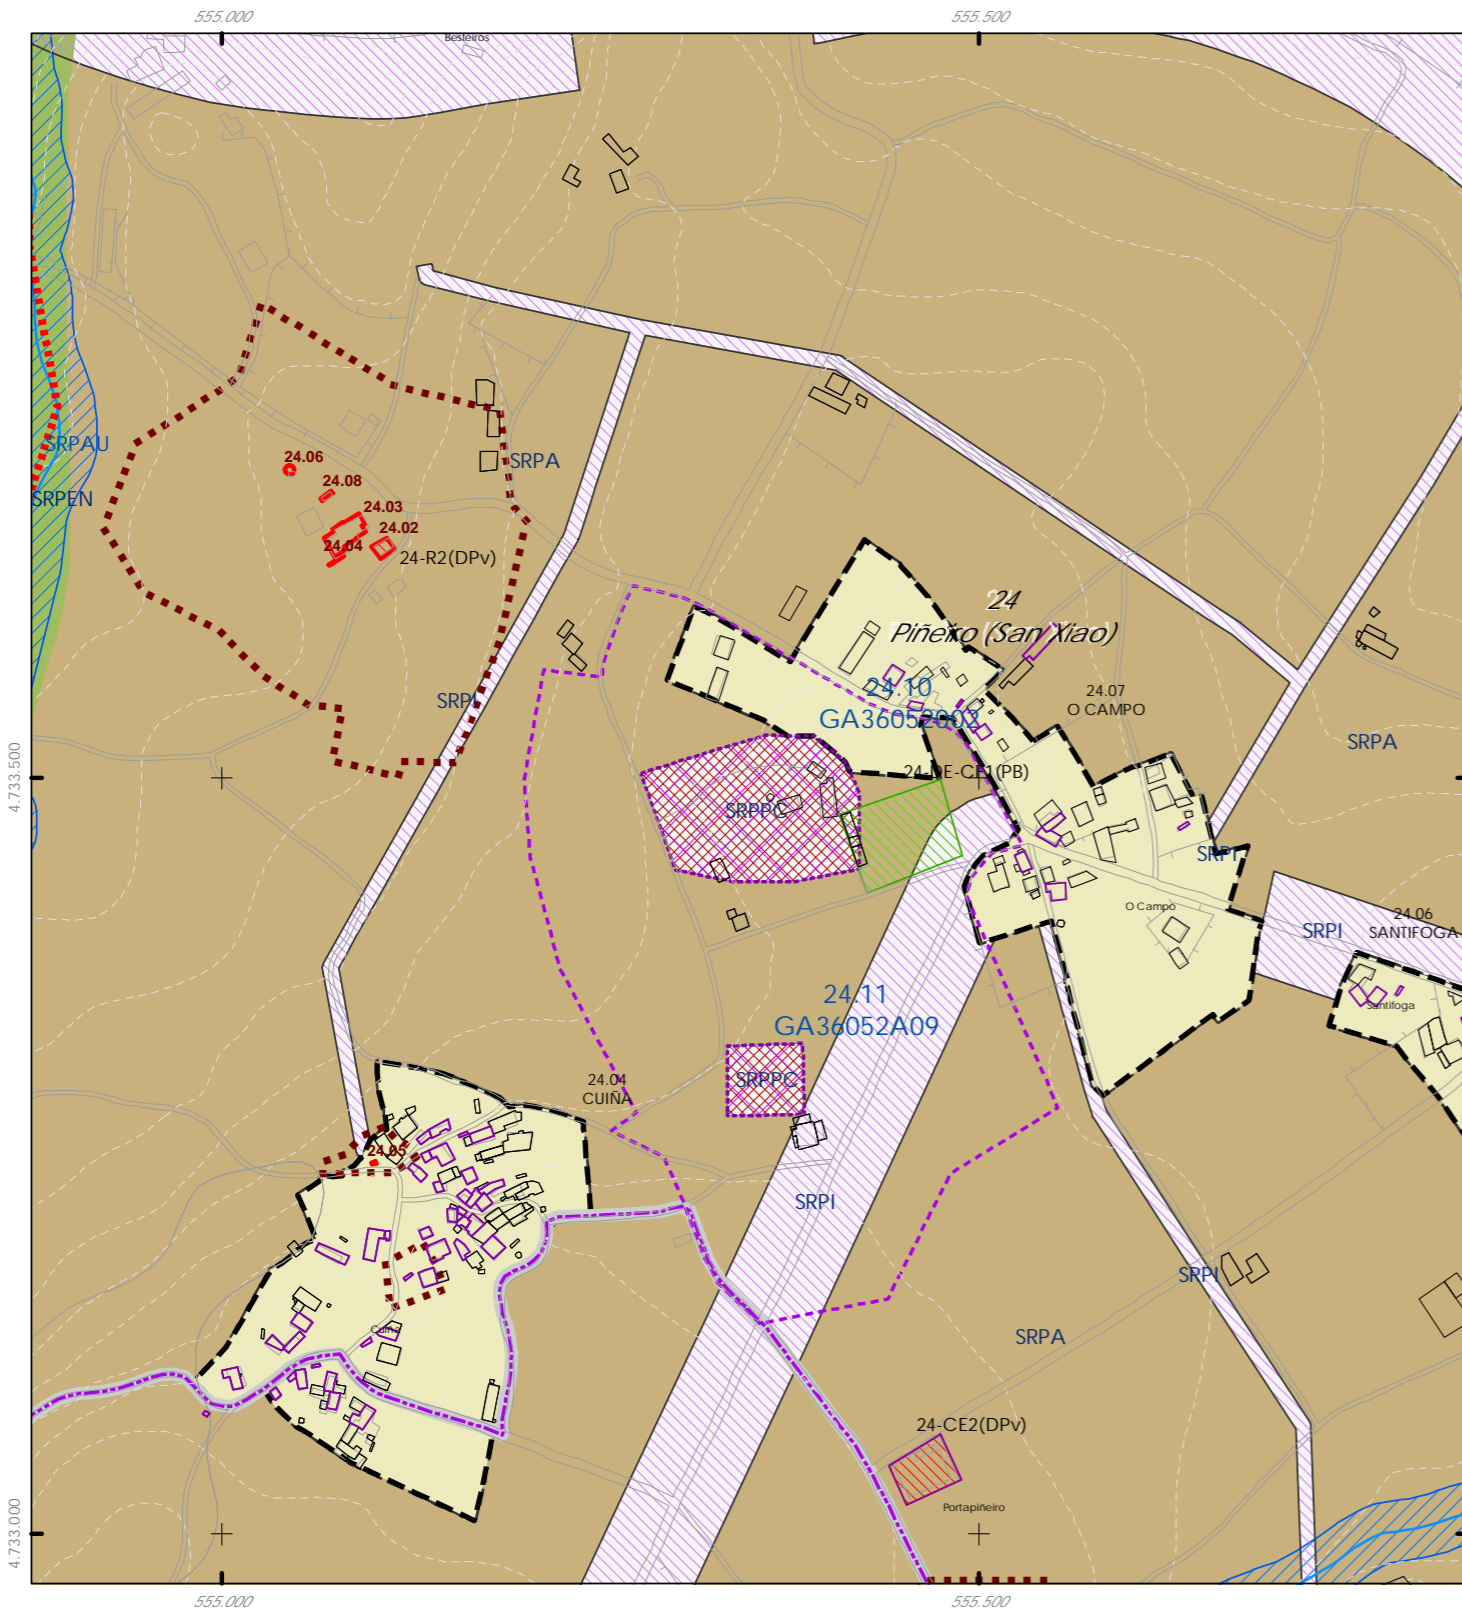 555.000
555.500
Besteiros
SRPAU
SRPEN
24.06
24.08
24.03
24.02
24.04
24-R2(DPv)
SRPA
SRPI
24
Piñeiro (San Xiao)
24.10
GA36052002
24.07
O CAMPO
SRPA
4.733.500
24-DE-CE1(PB)
SRPPC
SRPI
O Campo
SRPI
24.06
SANTIFOGA
Santifoga
24.11
GA36052A09
SRPPC
24.04
CUIÑA
24.05
SRPI
SRPI
Cuiña
SRPA
24-CE2(DPv)
Portapiñeiro
4.733.000
555.000
555.500